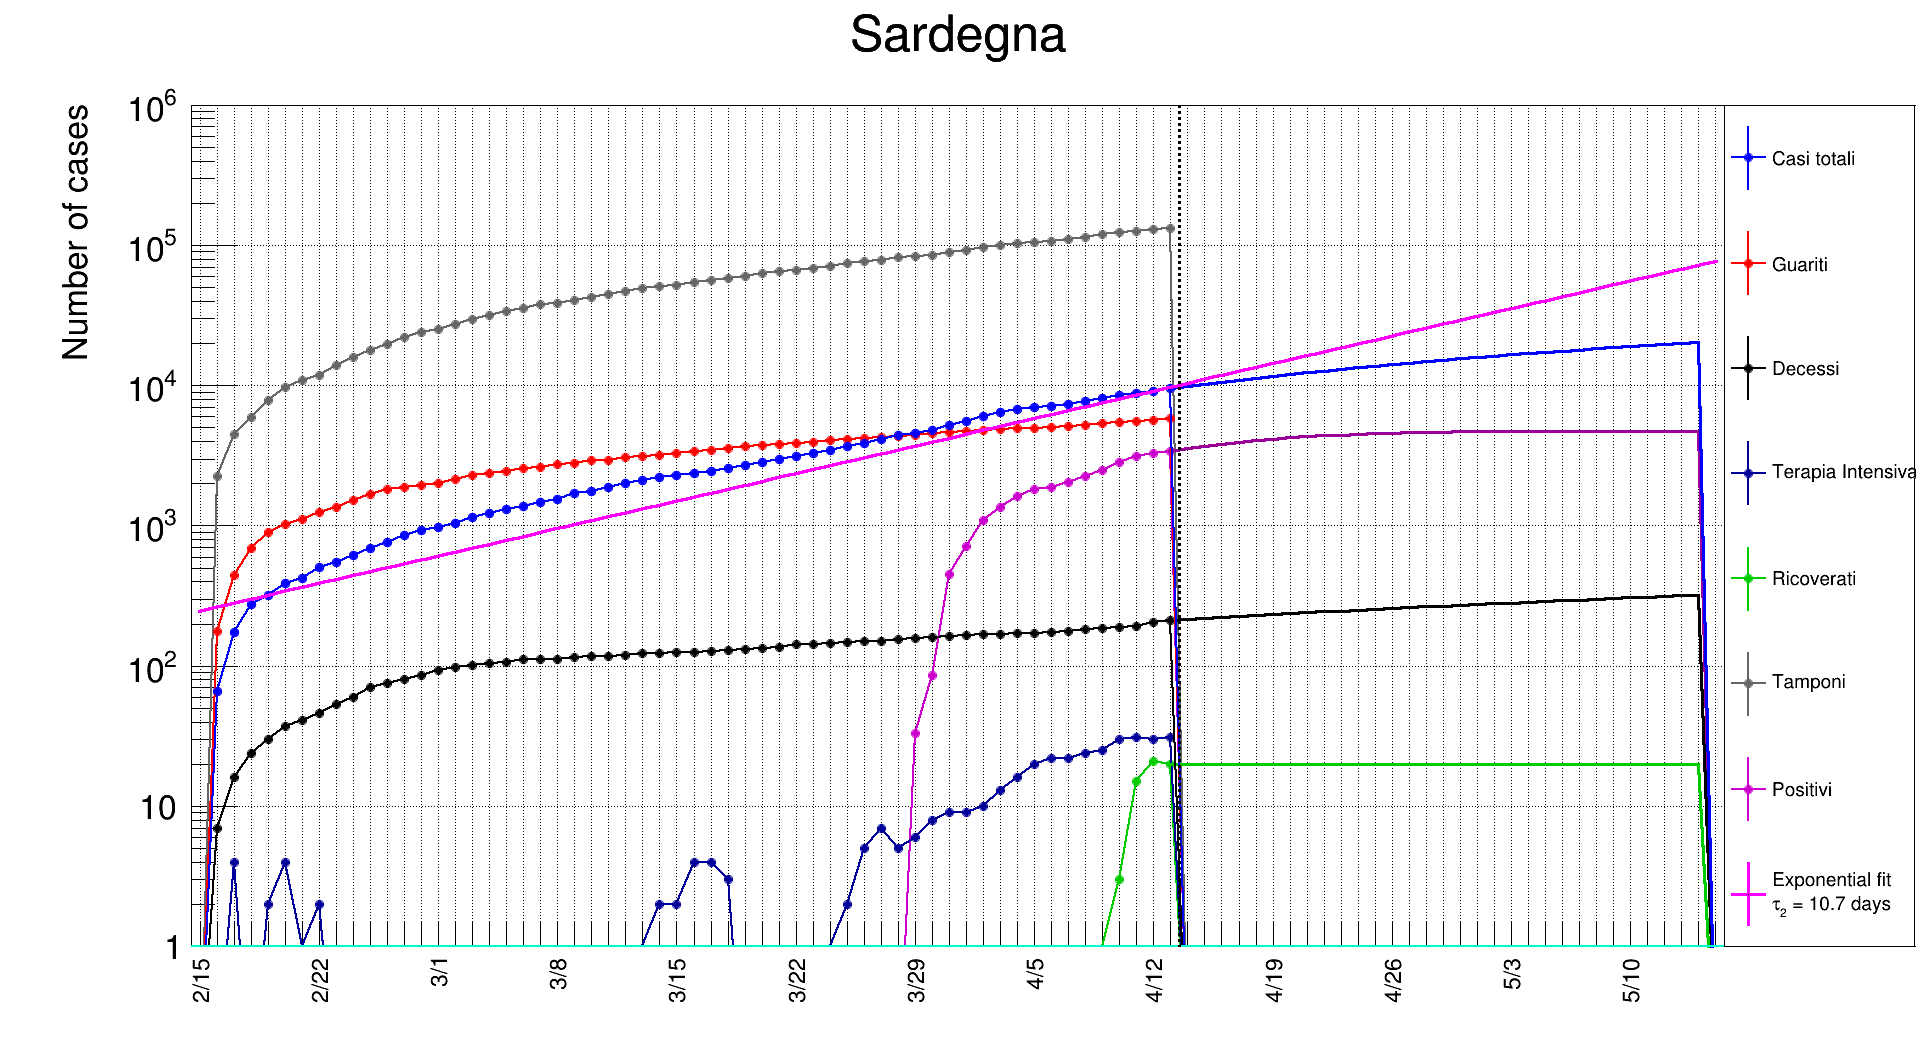 Sardegna
Number of cases
10^6
10^5
10^4
10^3
10^2
10
1
2/15
2/22
3/1
3/8
3/15
3/22
3/29
4/5
4/12
4/19
4/26
5/3
5/10
Casi totali
Guariti
Decessi
Terapia Intensiva
Ricoverati
Tamponi
Positivi
Exponential fit
τ_2 = 10.7 days